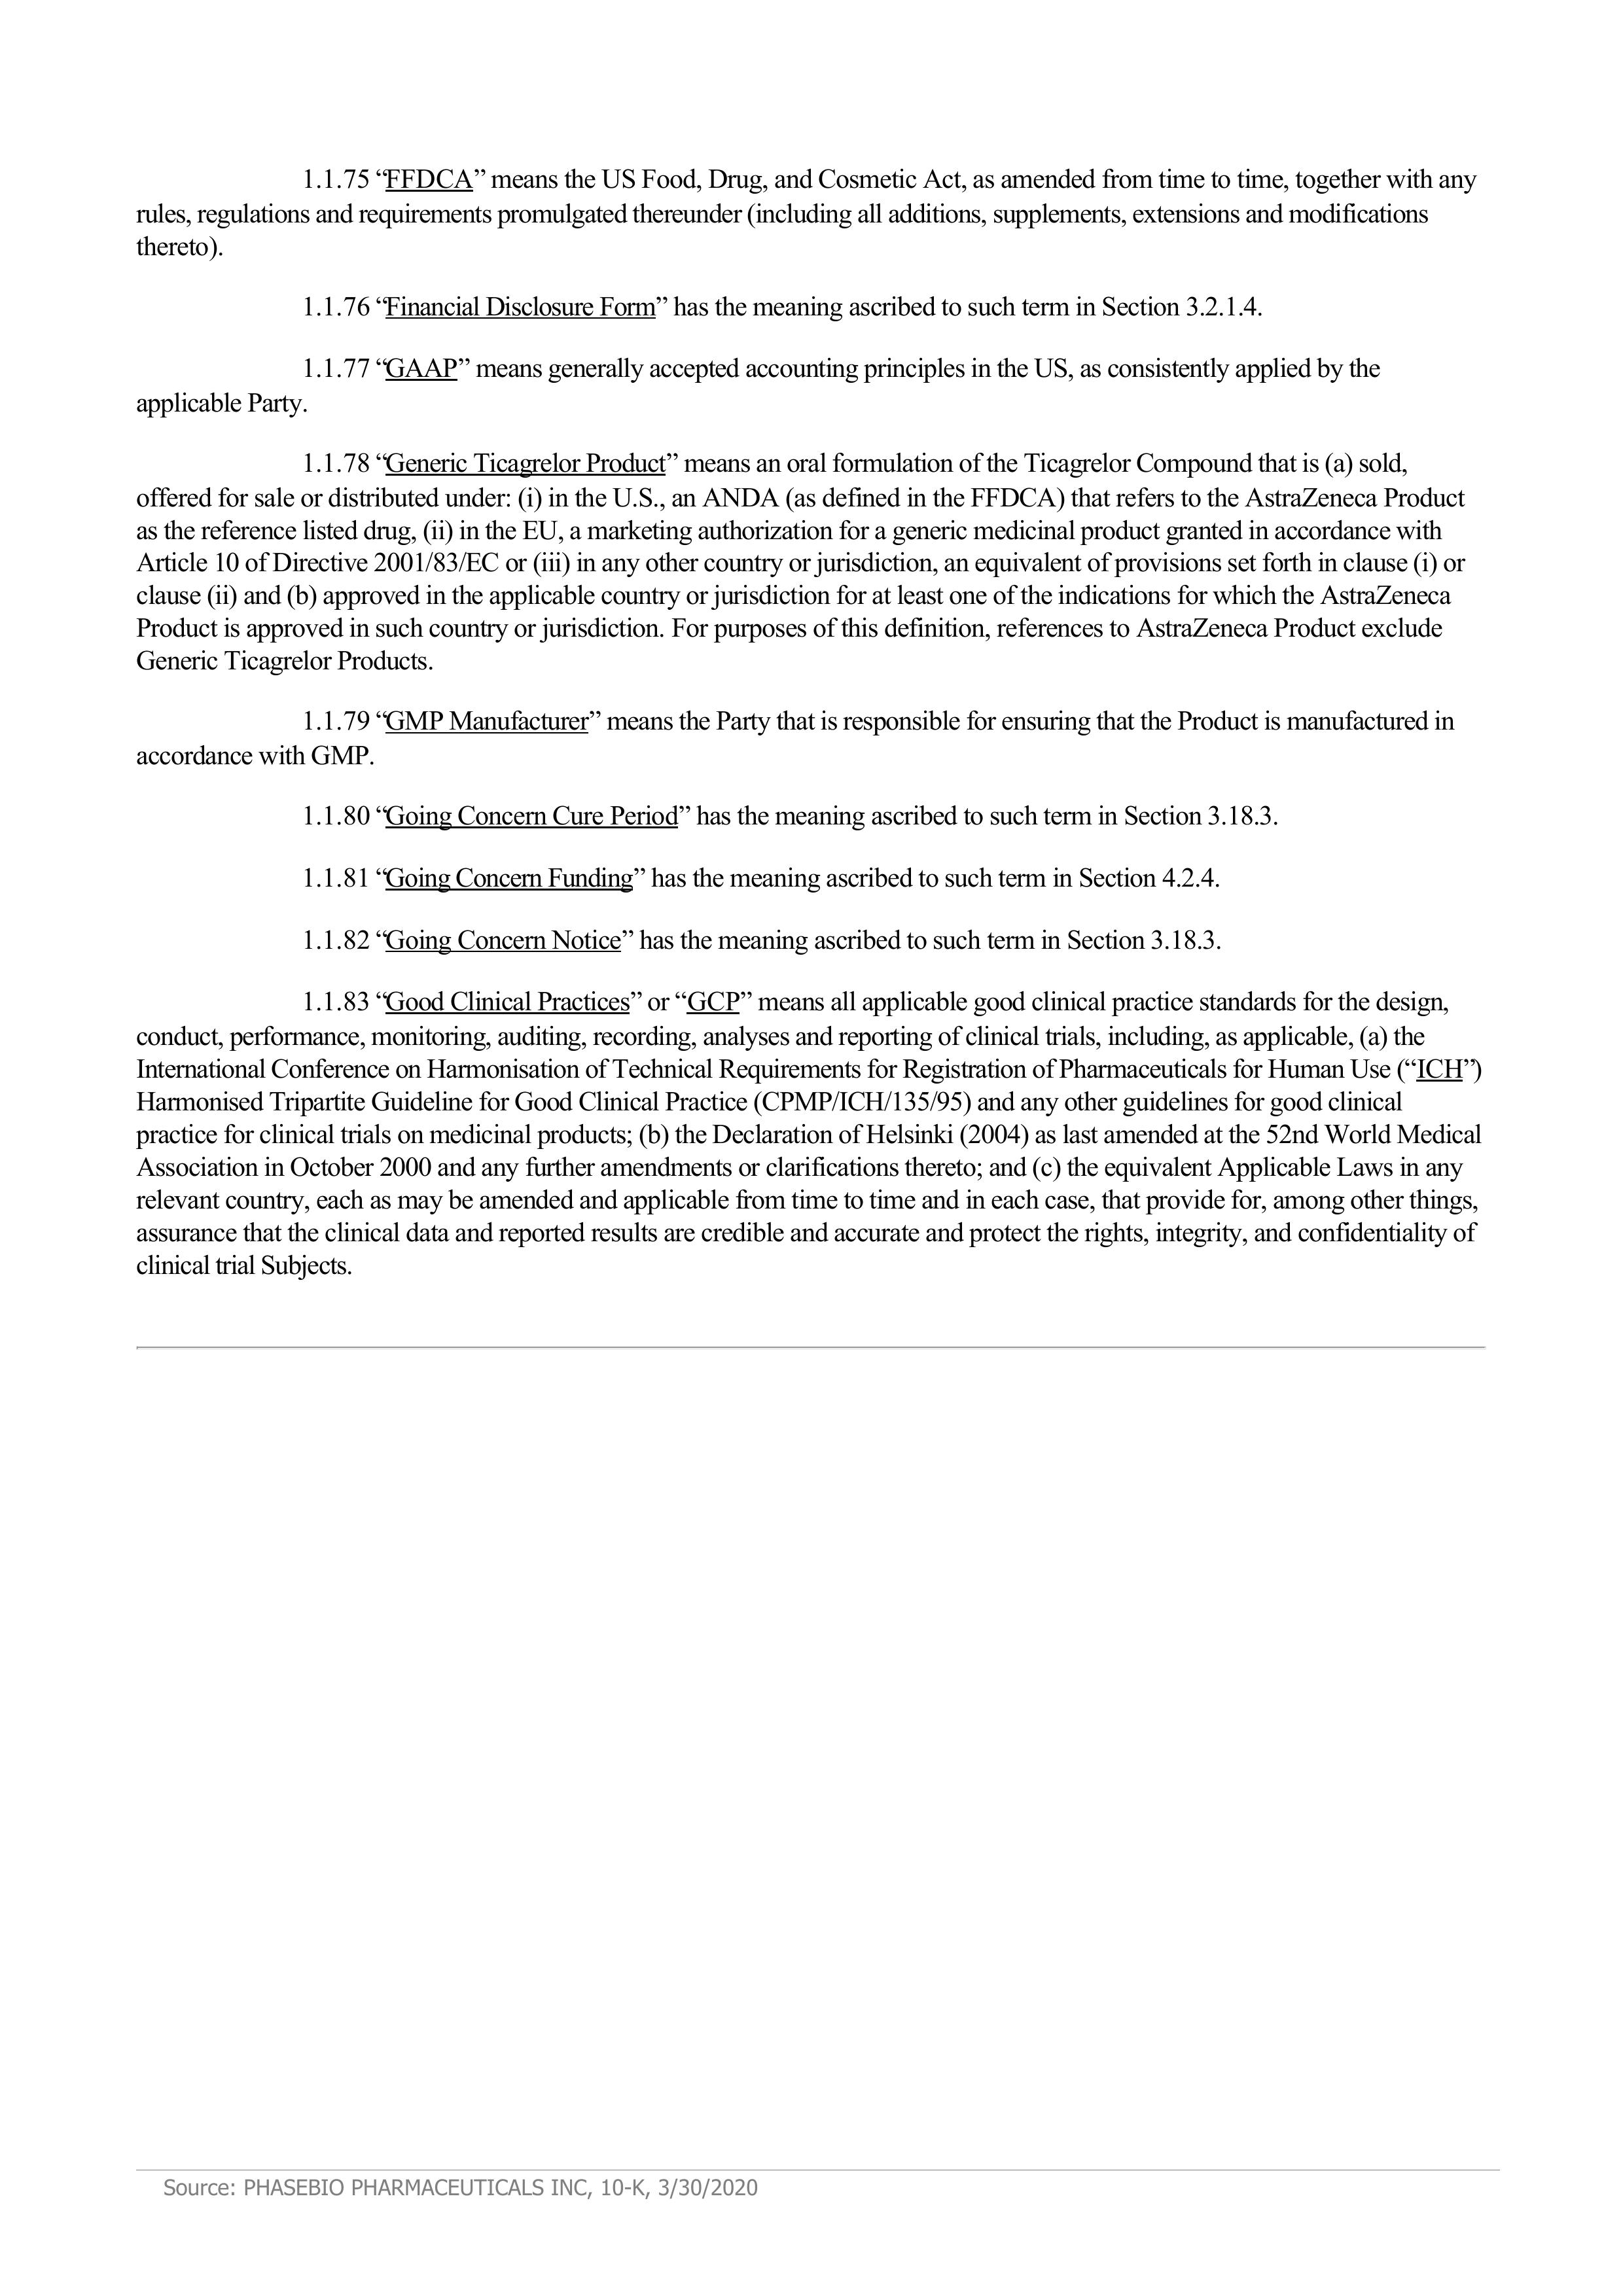 1.1.75 “FFDCA” means the US Food, Drug, and Cosmetic Act, as amended from time to time, together with any
rules, regulations and requirements promulgated thereunder (including all additions, supplements, extensions and modifications
thereto).
1.1.76 “Financial Disclosure Form” has the meaning ascribed to such term in Section 3.2.1.4.
1.1.77 “GAAP” means generally accepted accounting principles in the US, as consistently applied by the
applicable Party.
1.1.78 “Generic Ticagrelor Product” means an oral formulation of the Ticagrelor Compound that is (a) sold,
offered for sale or distributed under: (i) in the U.S., an ANDA (as defined in the FFDCA) that refers to the AstraZeneca Product
as the reference listed drug, (ii) in the EU, a marketing authorization for a generic medicinal product granted in accordance with
Article 10 of Directive 2001/83/EC or (iii) in any other country or jurisdiction, an equivalent of provisions set forth in clause (i) or
clause (ii) and (b) approved in the applicable country or jurisdiction for at least one of the indications for which the AstraZeneca
Product is approved in such country or jurisdiction. For purposes of this definition, references to AstraZeneca Product exclude
Generic Ticagrelor Products.
1.1.79 “GMP Manufacturer” means the Party that is responsible for ensuring that the Product is manufactured in
accordance with GMP.
1.1.80 “Going Concern Cure Period” has the meaning ascribed to such term in Section 3.18.3.
1.1.81 “Going Concern Funding” has the meaning ascribed to such term in Section 4.2.4.
1.1.82 “Going Concern Notice” has the meaning ascribed to such term in Section 3.18.3.
1.1.83 “Good Clinical Practices” or “GCP” means all applicable good clinical practice standards for the design,
conduct, performance, monitoring, auditing, recording, analyses and reporting of clinical trials, including, as applicable, (a) the
International Conference on Harmonisation of Technical Requirements for Registration of Pharmaceuticals for Human Use (“ICH”)
Harmonised Tripartite Guideline for Good Clinical Practice (CPMP/ICH/135/95) and any other guidelines for good clinical
practice for clinical trials on medicinal products; (b) the Declaration of Helsinki (2004) as last amended at the 52nd World Medical
Association in October 2000 and any further amendments or clarifications thereto; and (c) the equivalent Applicable Laws in any
relevant country, each as may be amended and applicable from time to time and in each case, that provide for, among other things,
assurance that the clinical data and reported results are credible and accurate and protect the rights, integrity, and confidentiality of
clinical trial Subjects.
Source: PHASEBIO PHARMACEUTICALS INC, 10-K, 3/30/2020